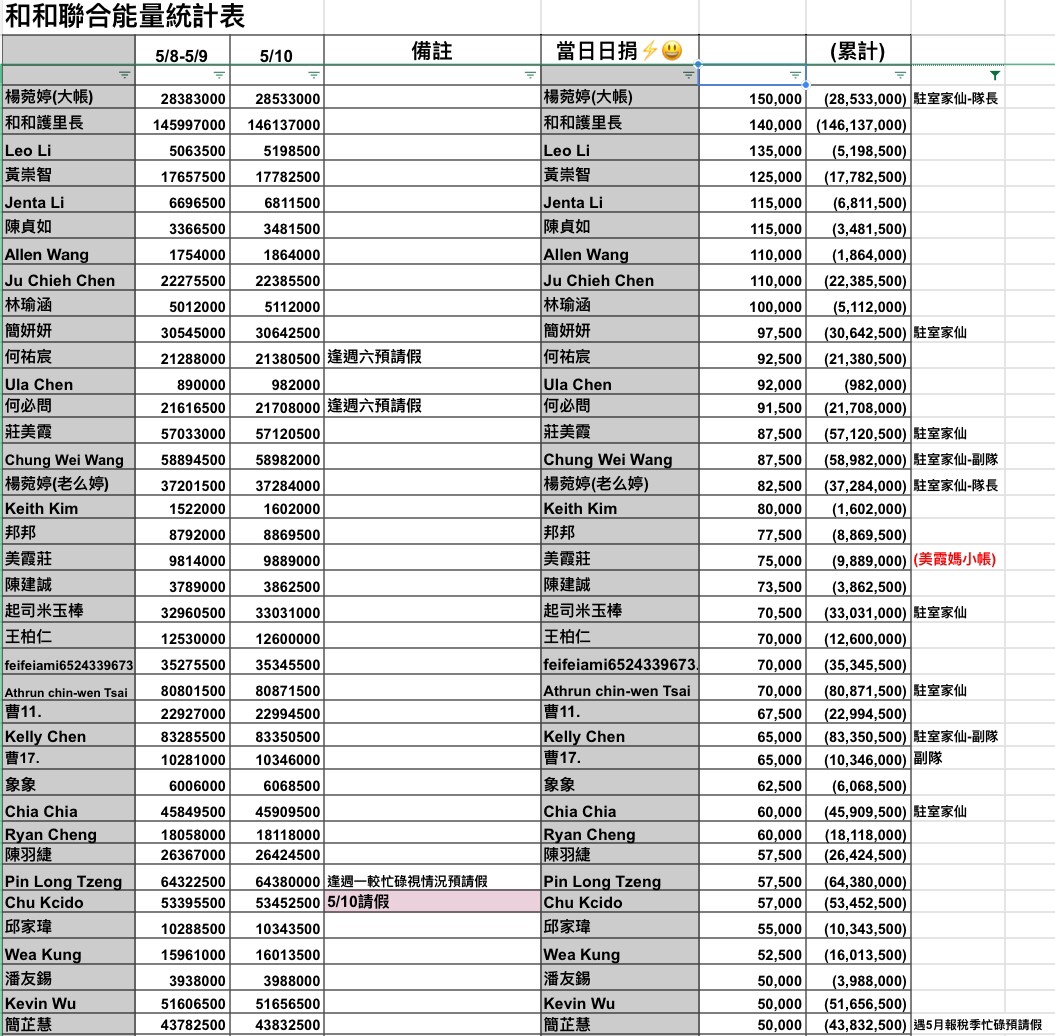 和和聯合能量統計表
5/8-5/9 5/10 備註 當日日捐⚡😃 (累計)
楊菀婷(大帳) 28383000 28533000 楊菀婷(大帳) 150,000 (28,533,000) 駐室家仙-隊長
和和護里長 145997000 146137000 和和護里長 140,000 (146,137,000)
Leo Li 5063500 5198500 Leo Li 135,000 (5,198,500)
黃崇智 17657500 17782500 黃崇智 125,000 (17,782,500)
Jenta Li 6696500 6811500 Jenta Li 115,000 (6,811,500)
陳貞如 3366500 3481500 陳貞如 115,000 (3,481,500)
Allen Wang 1754000 1864000 Allen Wang 110,000 (1,864,000)
Ju Chieh Chen 22275500 22385500 Ju Chieh Chen 110,000 (22,385,500)
林瑜涵 5012000 5112000 林瑜涵 100,000 (5,112,000)
簡妍妍 30545000 30642500 簡妍妍 97,500 (30,642,500) 駐室家仙
何祐宸 21288000 21380500 逢週六預請假 何祐宸 92,500 (21,380,500)
Ula Chen 890000 982000 Ula Chen 92,000 (982,000)
何必問 21616500 21708000 逢週六預請假 何必問 91,500 (21,708,000)
莊美霞 57033000 57120500 莊美霞 87,500 (57,120,500) 駐室家仙
Chung Wei Wang 58894500 58982000 Chung Wei Wang 87,500 (58,982,000) 駐室家仙-副隊
楊菀婷(老么婷) 37201500 37284000 楊菀婷(老么婷) 82,500 (37,284,000) 駐室家仙-隊長
Keith Kim 1522000 1602000 Keith Kim 80,000 (1,602,000)
邦邦 8792000 8869500 邦邦 77,500 (8,869,500)
美霞莊 9814000 9889000 美霞莊 75,000 (9,889,000) (美霞媽小帳)
陳建誠 3789000 3862500 陳建誠 73,500 (3,862,500)
起司米玉棒 32960500 33031000 起司米玉棒 70,500 (33,031,000) 駐室家仙
王柏仁 12530000 12600000 王柏仁 70,000 (12,600,000)
feifeiami6524339673 35275500 35345500 feifeiami6524339673. 70,000 (35,345,500)
Athrun chin-wen Tsai 80801500 80871500 Athrun chin-wen Tsai 70,000 (80,871,500) 駐室家仙
曹11. 22927000 22994500 曹11. 67,500 (22,994,500)
Kelly Chen 83285500 83350500 Kelly Chen 65,000 (83,350,500) 駐室家仙-副隊
曹17. 10281000 10346000 曹17. 65,000 (10,346,000) 副隊
象象 6006000 6068500 象象 62,500 (6,068,500)
Chia Chia 45849500 45909500 Chia Chia 60,000 (45,909,500) 駐室家仙
Ryan Cheng 18058000 18118000 Ryan Cheng 60,000 (18,118,000)
陳羽緁 26367000 26424500 陳羽緁 57,500 (26,424,500)
Pin Long Tzeng 64322500 64380000 逢週一較忙碌視情況預請假 Pin Long Tzeng 57,500 (64,380,000)
Chu Kcido 53395500 53452500 5/10請假 Chu Kcido 57,000 (53,452,500)
邱家瑋 10288500 10343500 邱家瑋 55,000 (10,343,500)
Wea Kung 15961000 16013500 Wea Kung 52,500 (16,013,500)
潘友錫 3938000 3988000 潘友錫 50,000 (3,988,000)
Kevin Wu 51606500 51656500 Kevin Wu 50,000 (51,656,500)
簡芷慧 43782500 43832500 簡芷慧 50,000 (43,832,500) 遇5月報稅季忙碌預請假